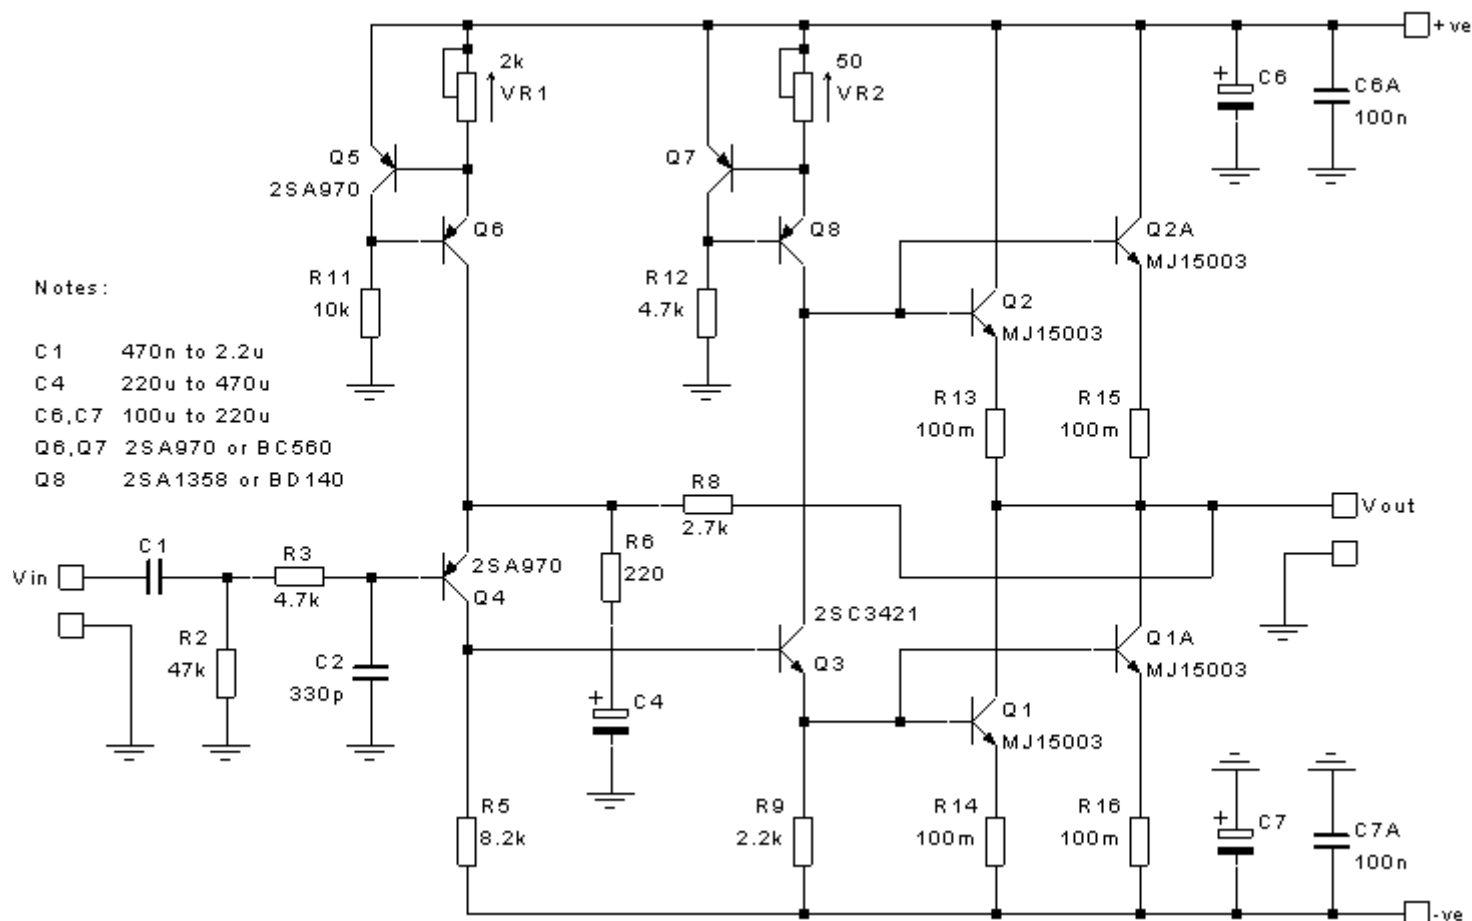 +ve
2k
VR1
50
VR2
C6
C6A
100n
Q5
2SA970
Q7
Q6
Q8
Q2A
MJ15003
R11
10k
R12
4.7k
Q2
MJ15003
Notes:
C1 470n to 2.2u
C4 220u to 470u
C6,C7 100u to 220u
Q6,Q7 2SA970 or BC560
Q8 2SA1358 or BD140
R13
100m
R15
100m
R8
2.7k
Vout
C1
R3
4.7k
Vin
2SA970
Q4
R6
220
R2
47k
C2
330p
2SC3421
Q3
Q1A
MJ15003
C4
Q1
MJ15003
R5
8.2k
R9
2.2k
R14
100m
R16
100m
C7
C7A
100n
-ve